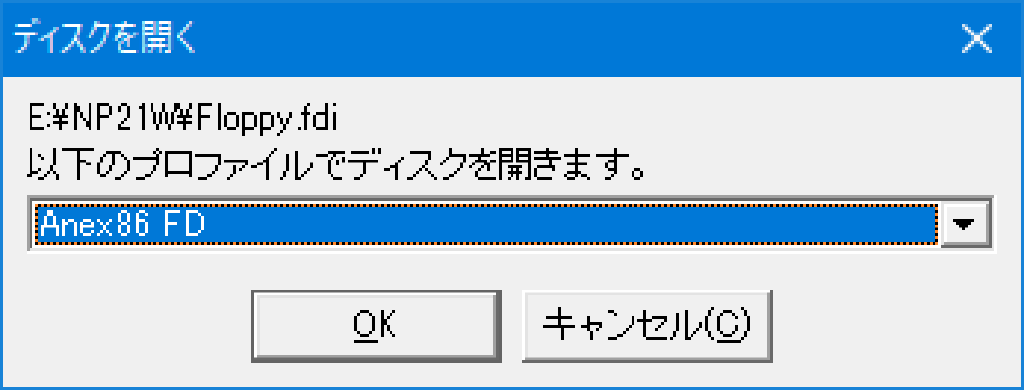 ディスクを開く
E:¥NP21W¥Floppy.fdi
以下のプロファイルでディスクを開きます。
Anex86 FD
OK
キャンセル(C)